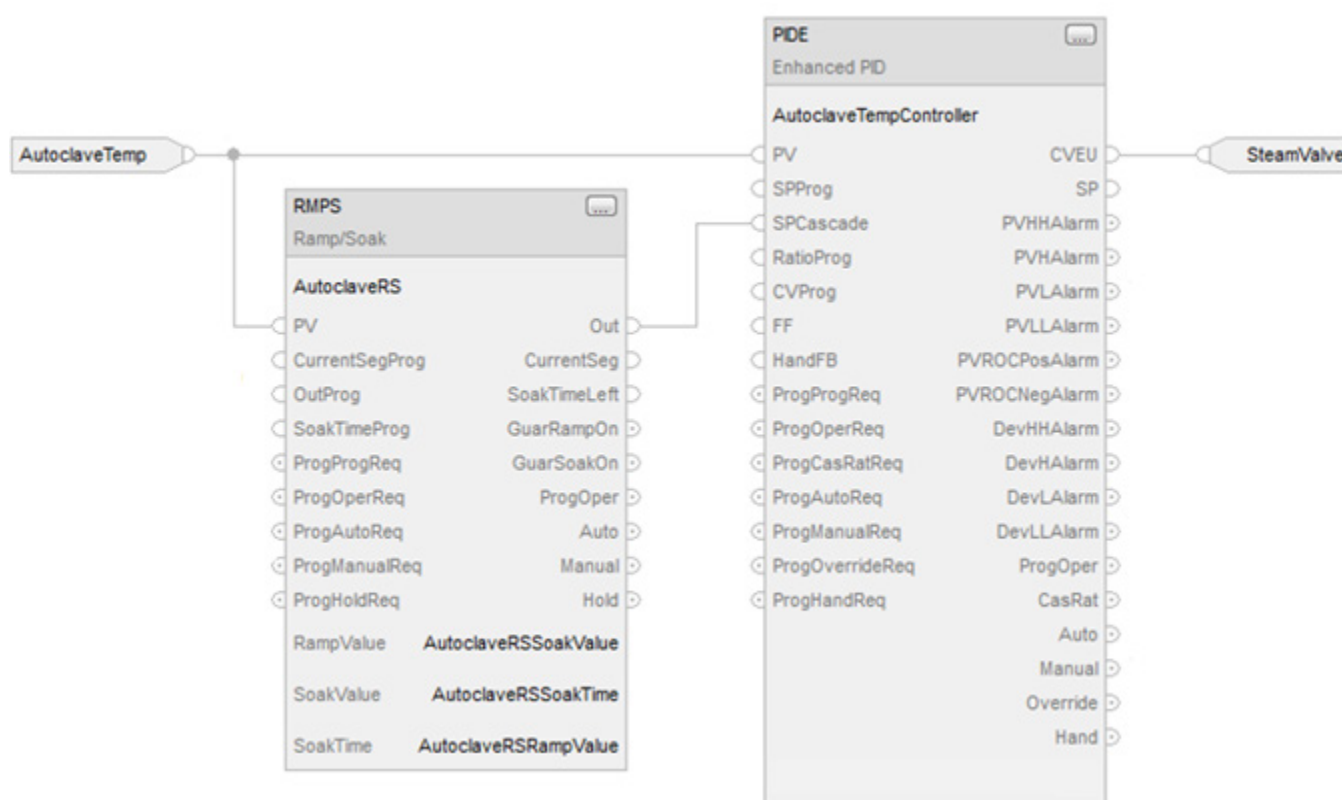 AutoclaveTemp
RMPS
...
Ramp/Soak
AutoclaveRS
PV Out
CurrentSegProg CurrentSeg
OutProg SoakTimeLeft
SoakTimeProg GuarRampOn
ProgProgReq GuarSoakOn
ProgOperReq ProgOper
ProgAutoReq Auto
ProgManualReq Manual
ProgHoldReq Hold
RampValue AutoclaveRSSoakValue
SoakValue AutoclaveRSSoakTime
SoakTime AutoclaveRSRampValue
PIDE
...
Enhanced PID
AutoclaveTempController
PV CVEU
SPProg SP
SPCascade PVHHAlarm
RatioProg PVHAlarm
CVProg PVLAlarm
FF PVLLAlarm
HandFB PVROCPosAlarm
ProgProgReq PVROCNegAlarm
ProgOperReq DevHHAlarm
ProgCasRatReq DevHAlarm
ProgAutoReq DevLAlarm
ProgManualReq DevLLAlarm
ProgOverrideReq ProgOper
ProgHandReq CasRat
Auto
Manual
Override
Hand
SteamValve